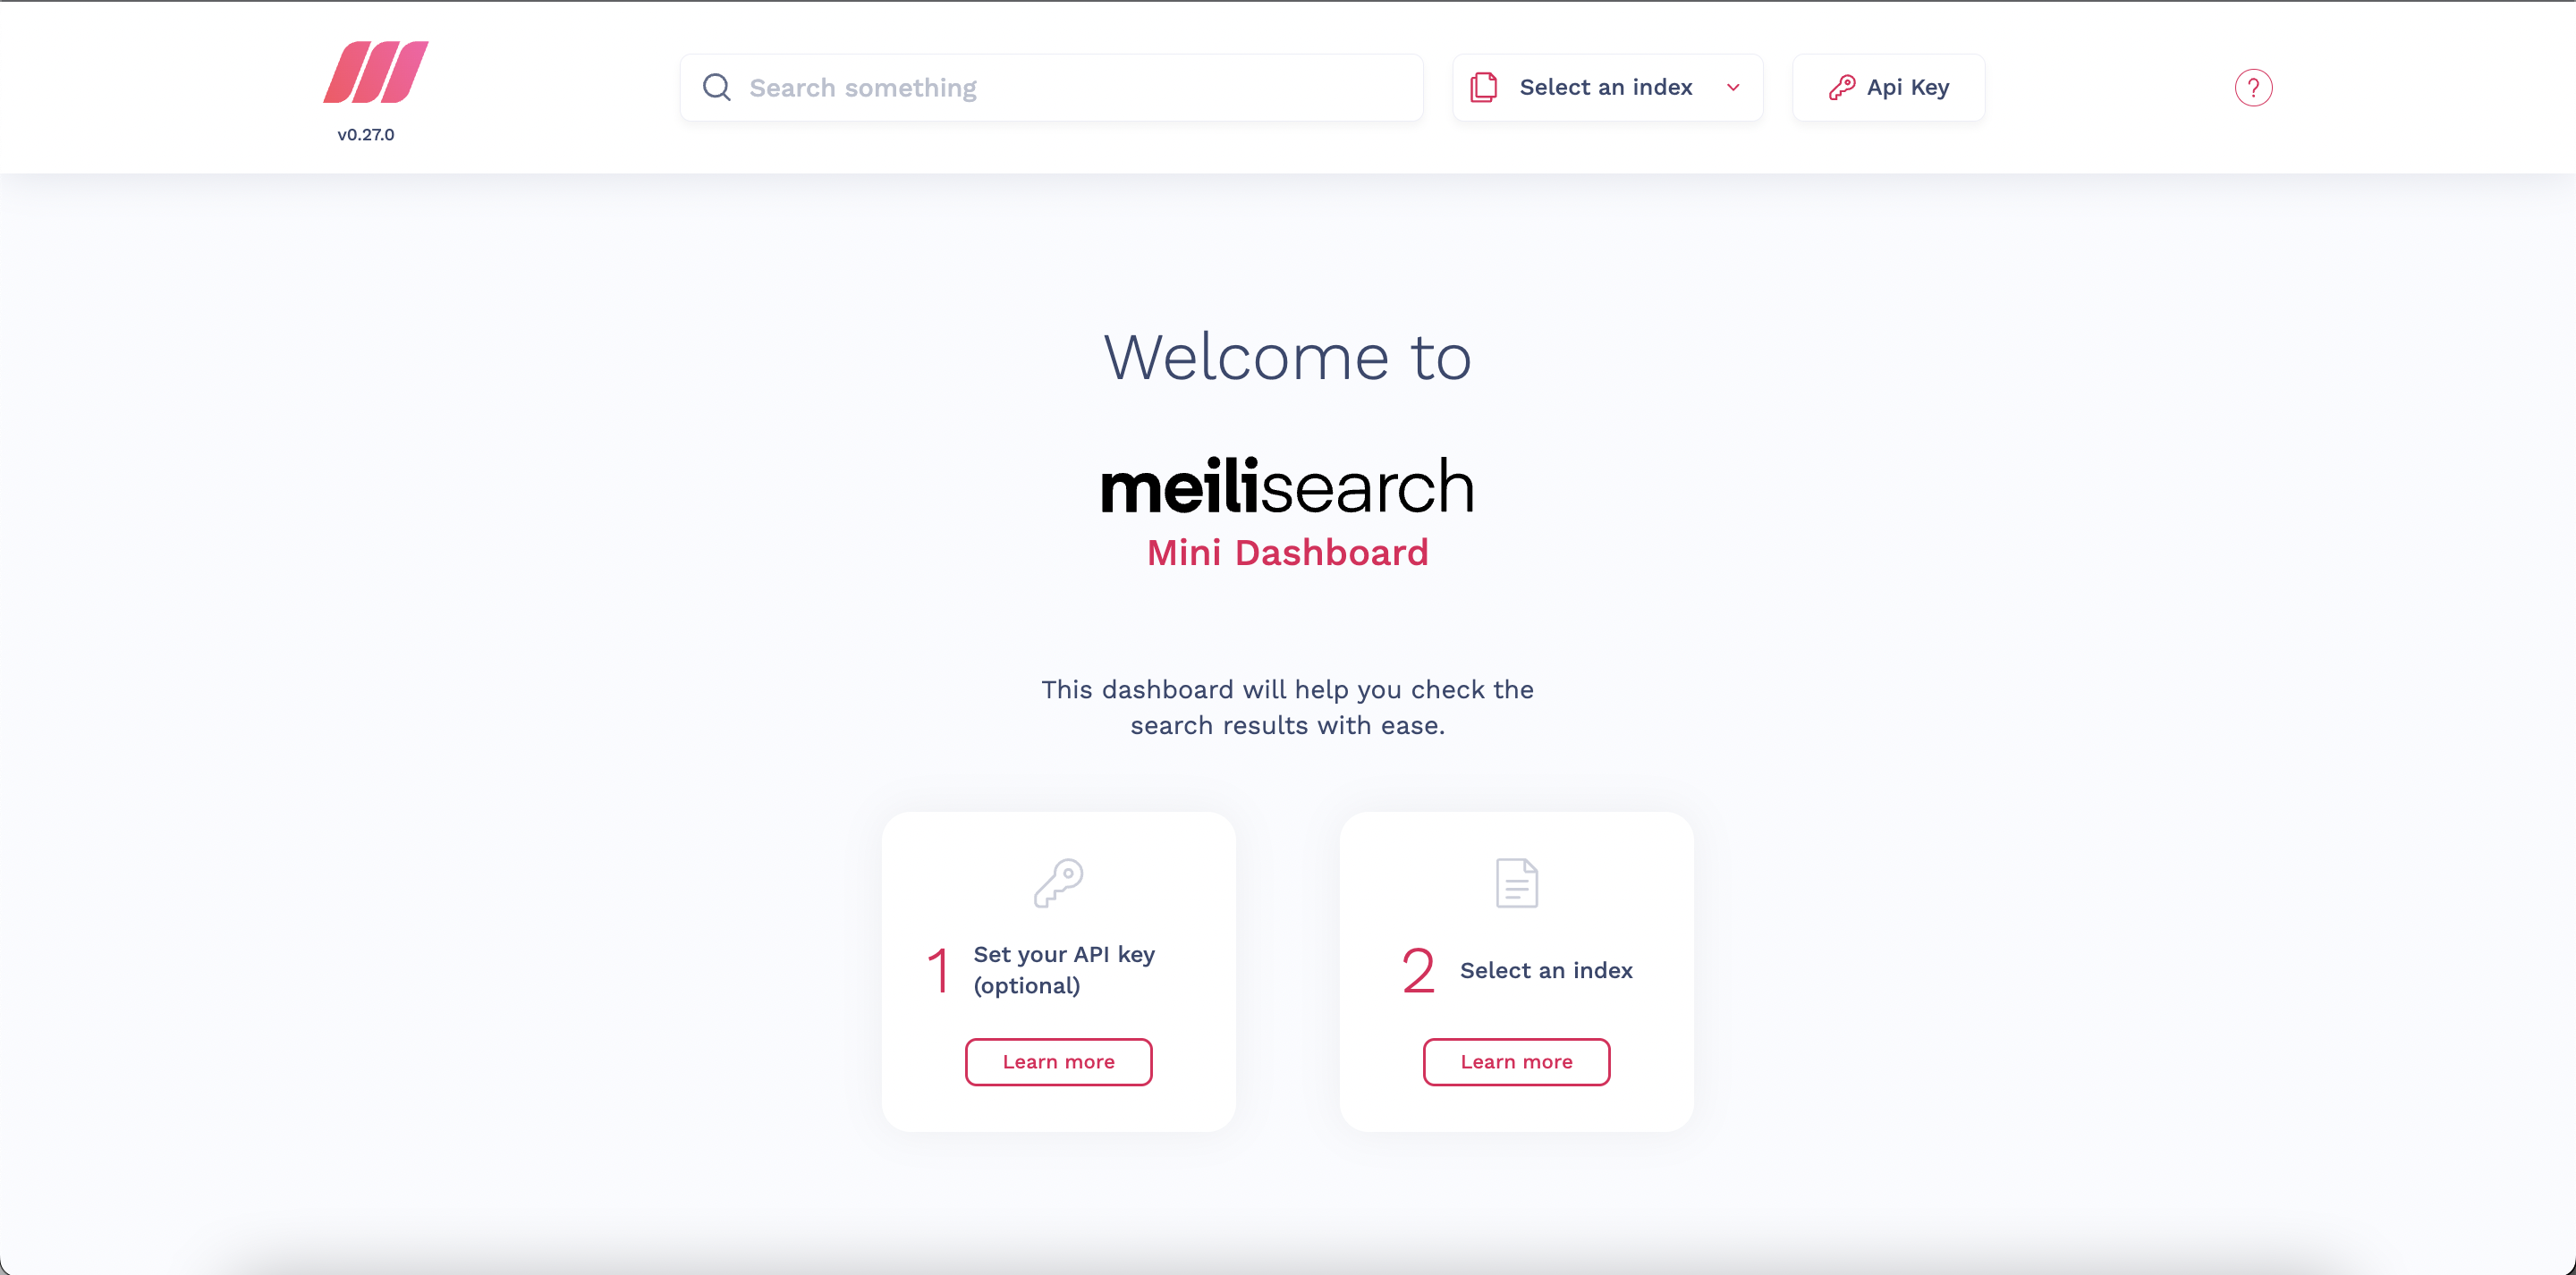 v0.27.0
Search something
Select an index
Api Key
?
Welcome to
meilisearch
Mini Dashboard
This dashboard will help you check the
search results with ease.
1 Set your API key
(optional)
Learn more
2 Select an index
Learn more